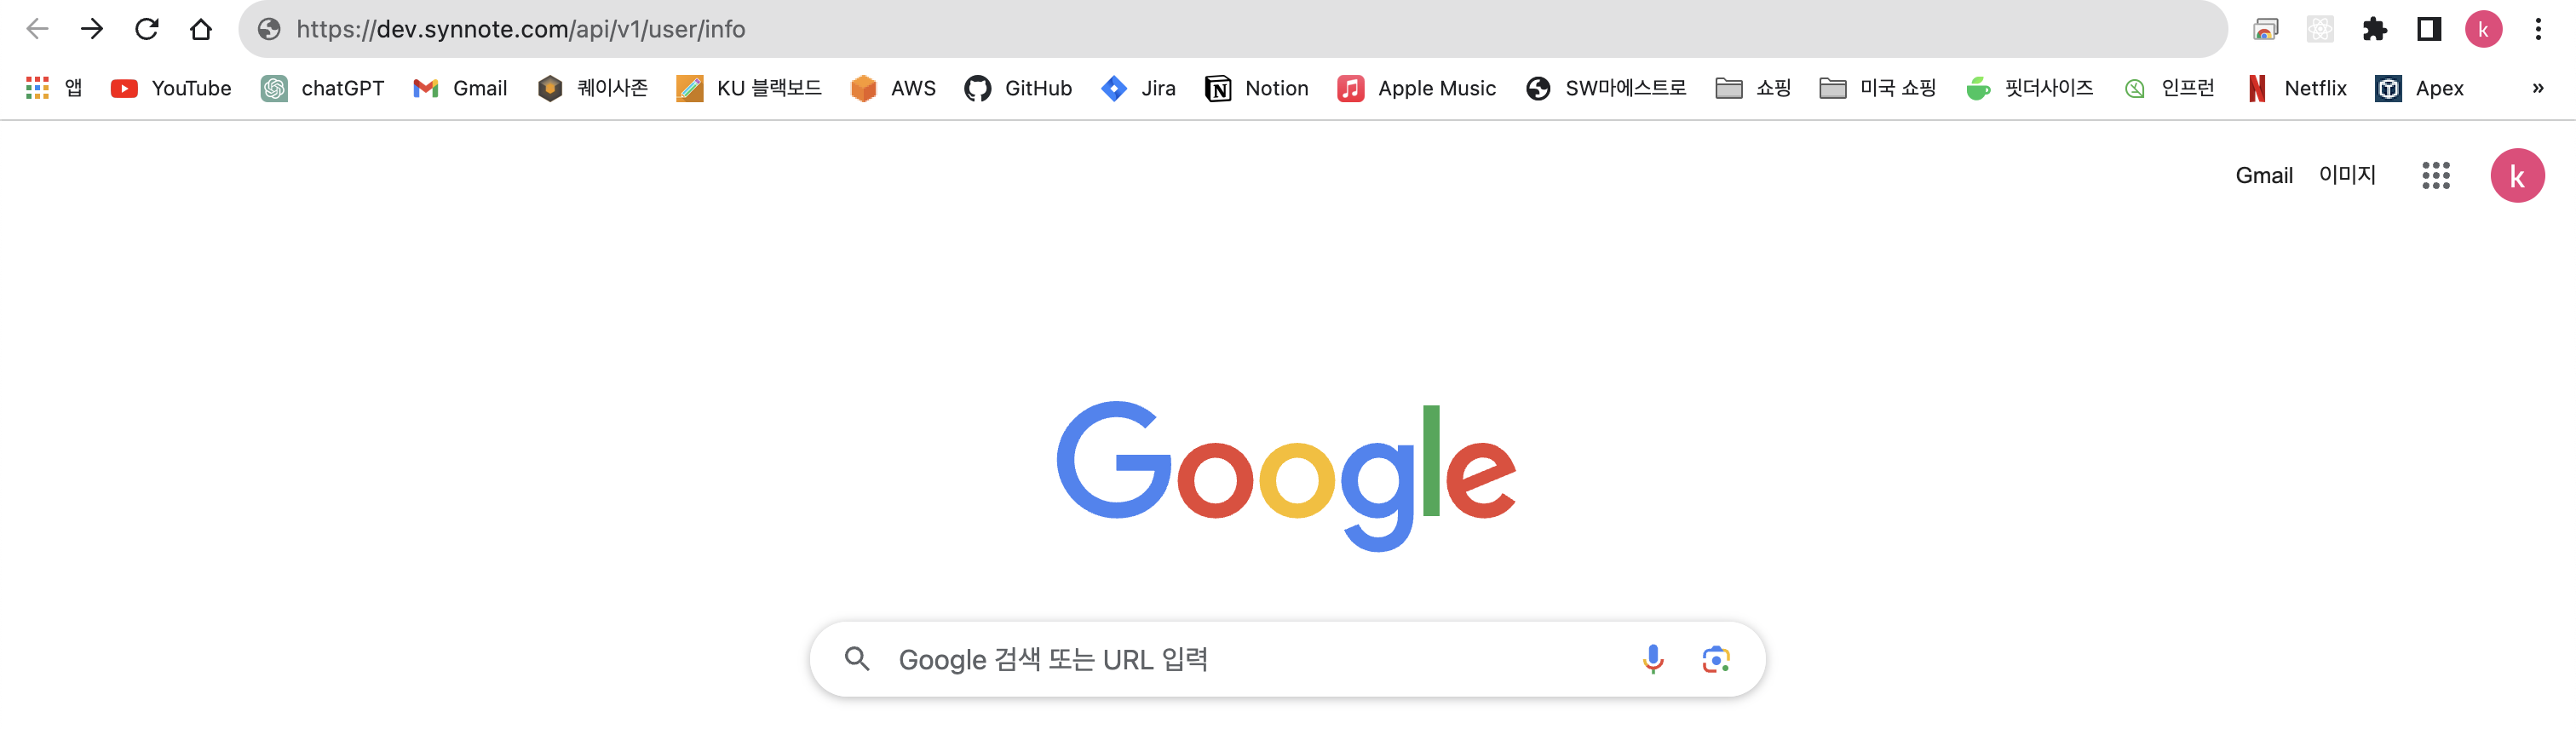 https://dev.synnote.com/api/v1/user/info
k
앱 YouTube chatGPT Gmail 퀘이사존 KU 블랙보드 AWS GitHub Jira Notion Apple Music SW마에스트로 쇼핑 미국 쇼핑 핏더사이즈 인프런 Netflix Apex »
Gmail 이미지 k
Google
Google 검색 또는 URL 입력